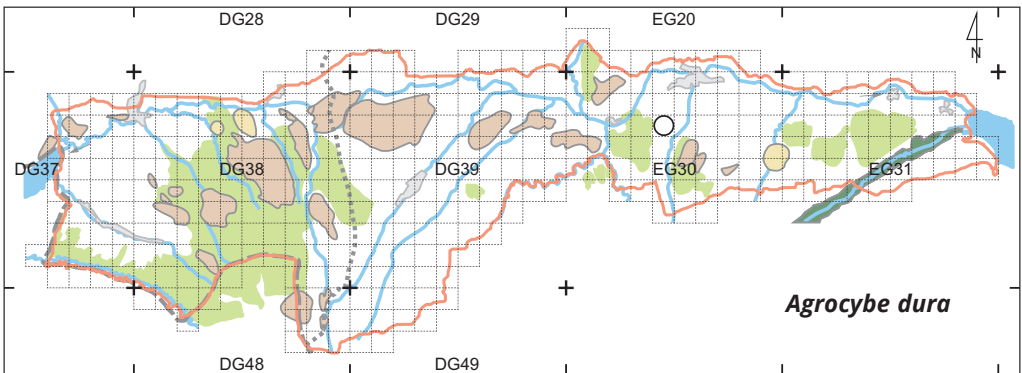 DG28 DG29 EG20
N
DG37 DG38 DG39 EG30 EG31
Agrocybe dura
DG48 DG49